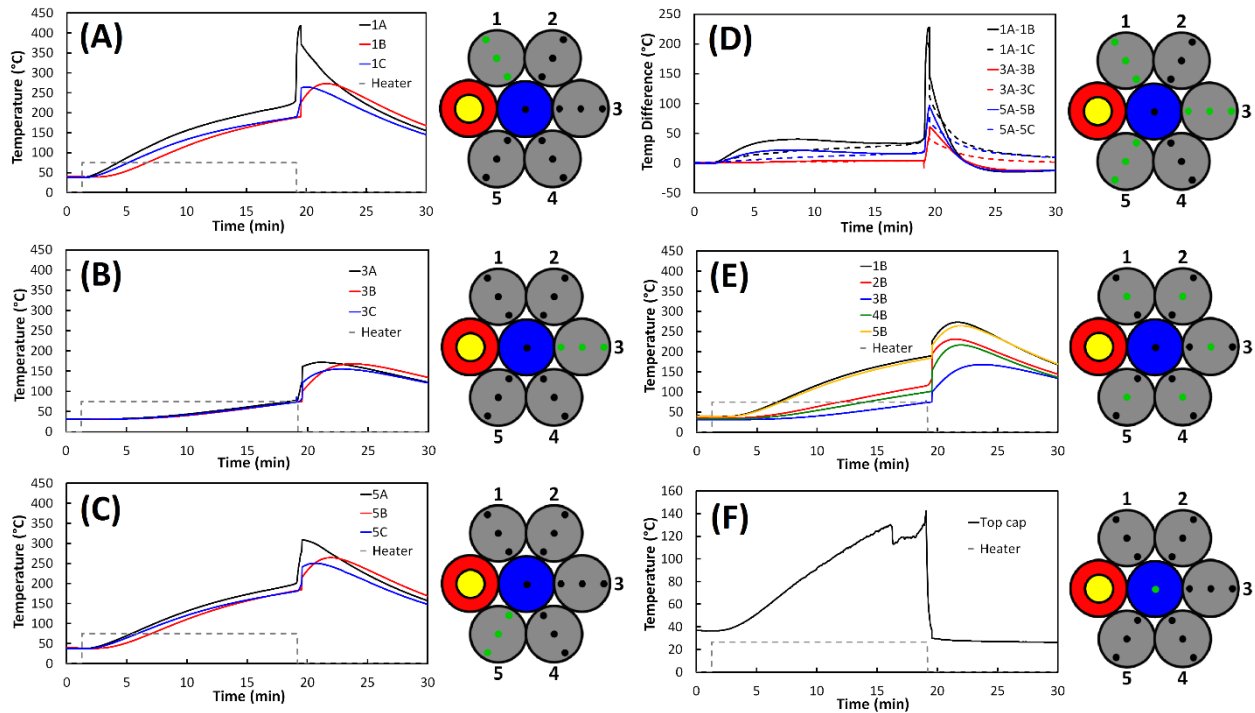 (A)
Temperature (°C)
450
400
350
300
250
200
150
100
50
0
0 5 10 15 20 25 30
Time (min)
1A
1B
1C
Heater
1 2
3
5 4
(D)
Temp Difference (°C)
250
200
150
100
50
0
-50
0 5 10 15 20 25 30
Time (min)
1A-1B
1A-1C
3A-3B
3A-3C
5A-5B
5A-5C
1 2
3
5 4
(B)
Temperature (°C)
450
400
350
300
250
200
150
100
50
0
0 5 10 15 20 25 30
Time (min)
3A
3B
3C
Heater
1 2
3
5 4
(E)
Temperature (°C)
450
400
350
300
250
200
150
100
50
0
0 5 10 15 20 25 30
Time (min)
1B
2B
3B
4B
5B
Heater
1 2
3
5 4
(C)
Temperature (°C)
450
400
350
300
250
200
150
100
50
0
0 5 10 15 20 25 30
Time (min)
5A
5B
5C
Heater
1 2
3
5 4
(F)
Temperature (°C)
160
140
120
100
80
60
40
20
0
0 5 10 15 20 25 30
Time (min)
Top cap
Heater
1 2
3
5 4